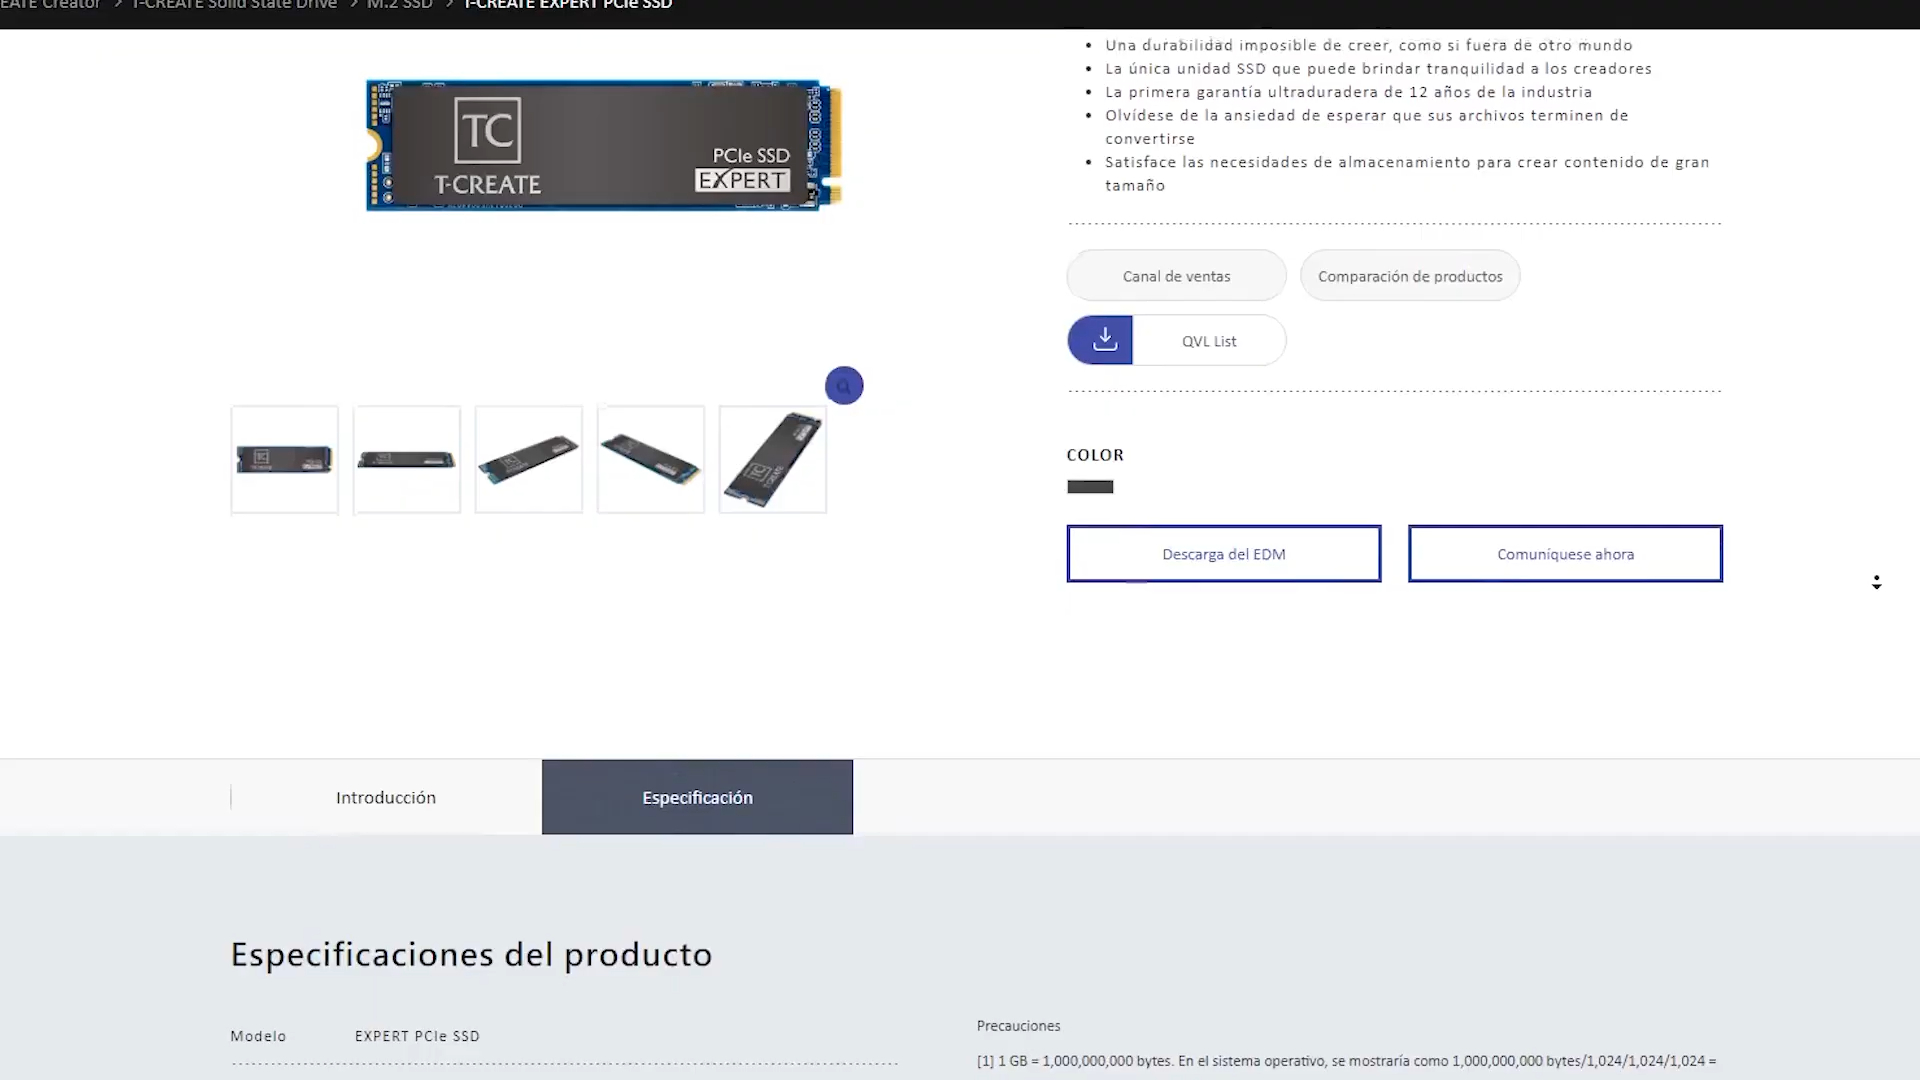 EATE Creator > T-CREATE Solid State Drive > M.2 SSD > T-CREATE EXPERT PCIe SSD
TC
T-CREATE
PCIe SSD
EXPERT
• Una durabilidad imposible de creer, como si fuera de otro mundo
• La única unidad SSD que puede brindar tranquilidad a los creadores
• La primera garantía ultraduradera de 12 años de la industria
• Olvídese de la ansiedad de esperar que sus archivos terminen de
convertirse
• Satisface las necesidades de almacenamiento para crear contenido de gran
tamaño
Canal de ventas
Comparación de productos
QVL List
COLOR
Descarga del EDM
Comuníquese ahora
Introducción
Especificación
Especificaciones del producto
Modelo EXPERT PCIe SSD
Precauciones
[1] 1 GB = 1,000,000,000 bytes. En el sistema operativo, se mostraría como 1,000,000,000 bytes/1,024/1,024/1,024 =